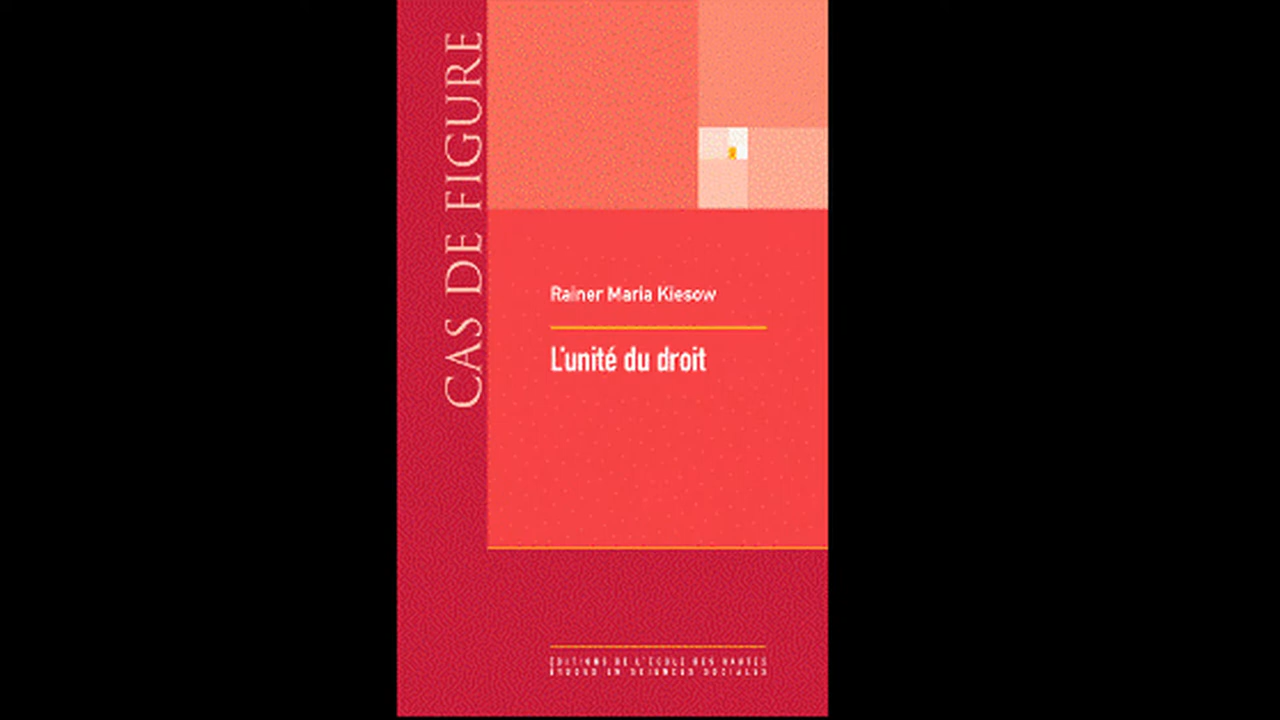 CAS DE FIGURE
Rainer Maria Kiesow
L'unité du droit
ÉDITIONS DE L'ÉCOLE DES HAUTES
ÉTUDES EN SCIENCES SOCIALES